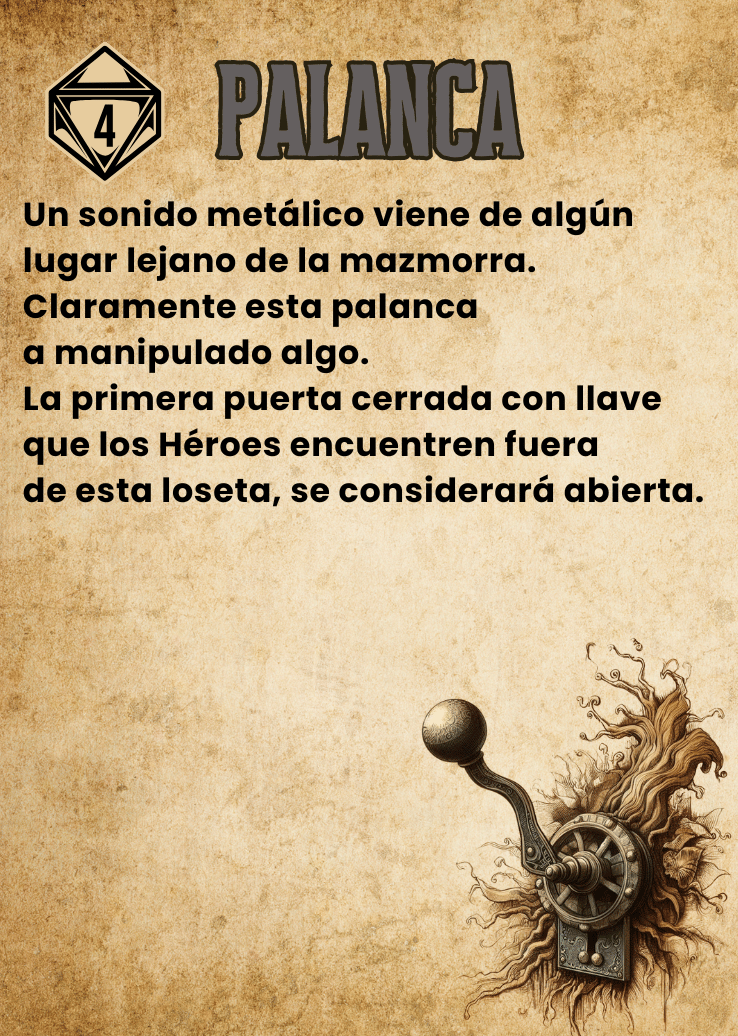 4
PALANCA
Un sonido metálico viene de algún
lugar lejano de la mazmorra.
Claramente esta palanca
a manipulado algo.
La primera puerta cerrada con llave
que los Héroes encuentren fuera
de esta loseta, se considerará abierta.